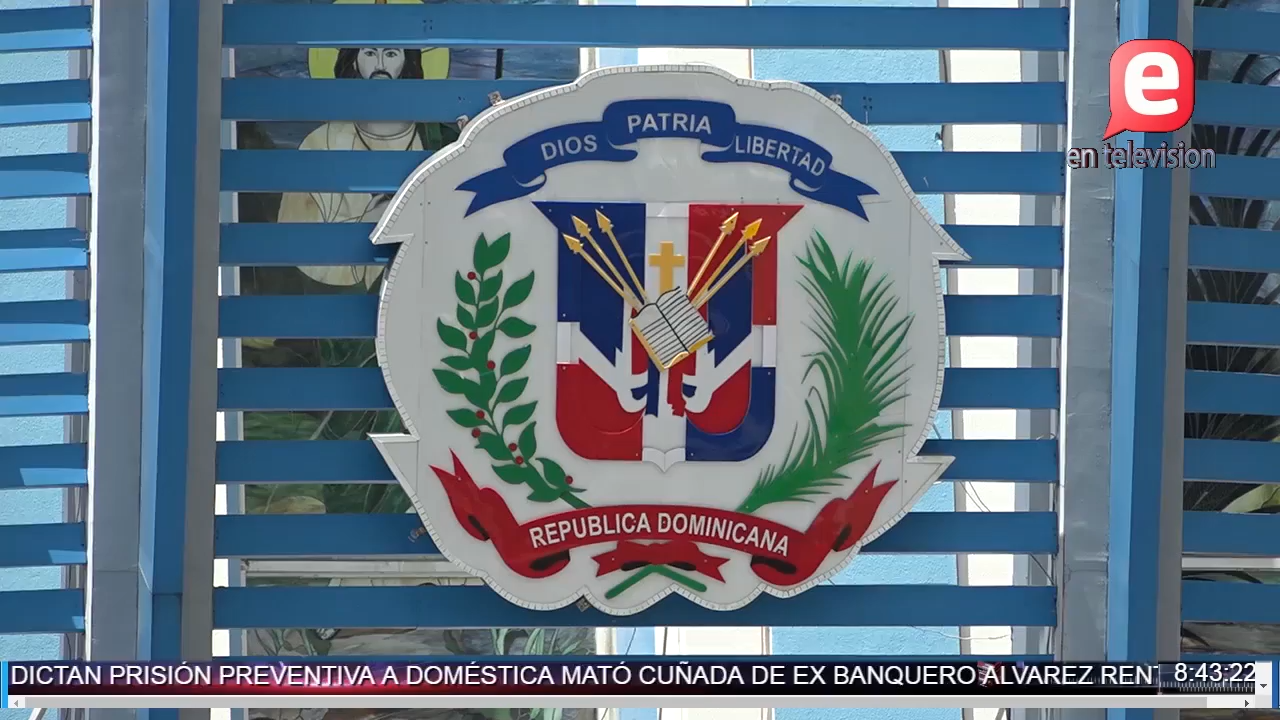 e
en television
DIOS PATRIA LIBERTAD
REPUBLICA DOMINICANA
DICTAN PRISIÓN PREVENTIVA A DOMÉSTICA MATÓ CUÑADA DE EX BANQUERO ALVAREZ REN
8:43:22